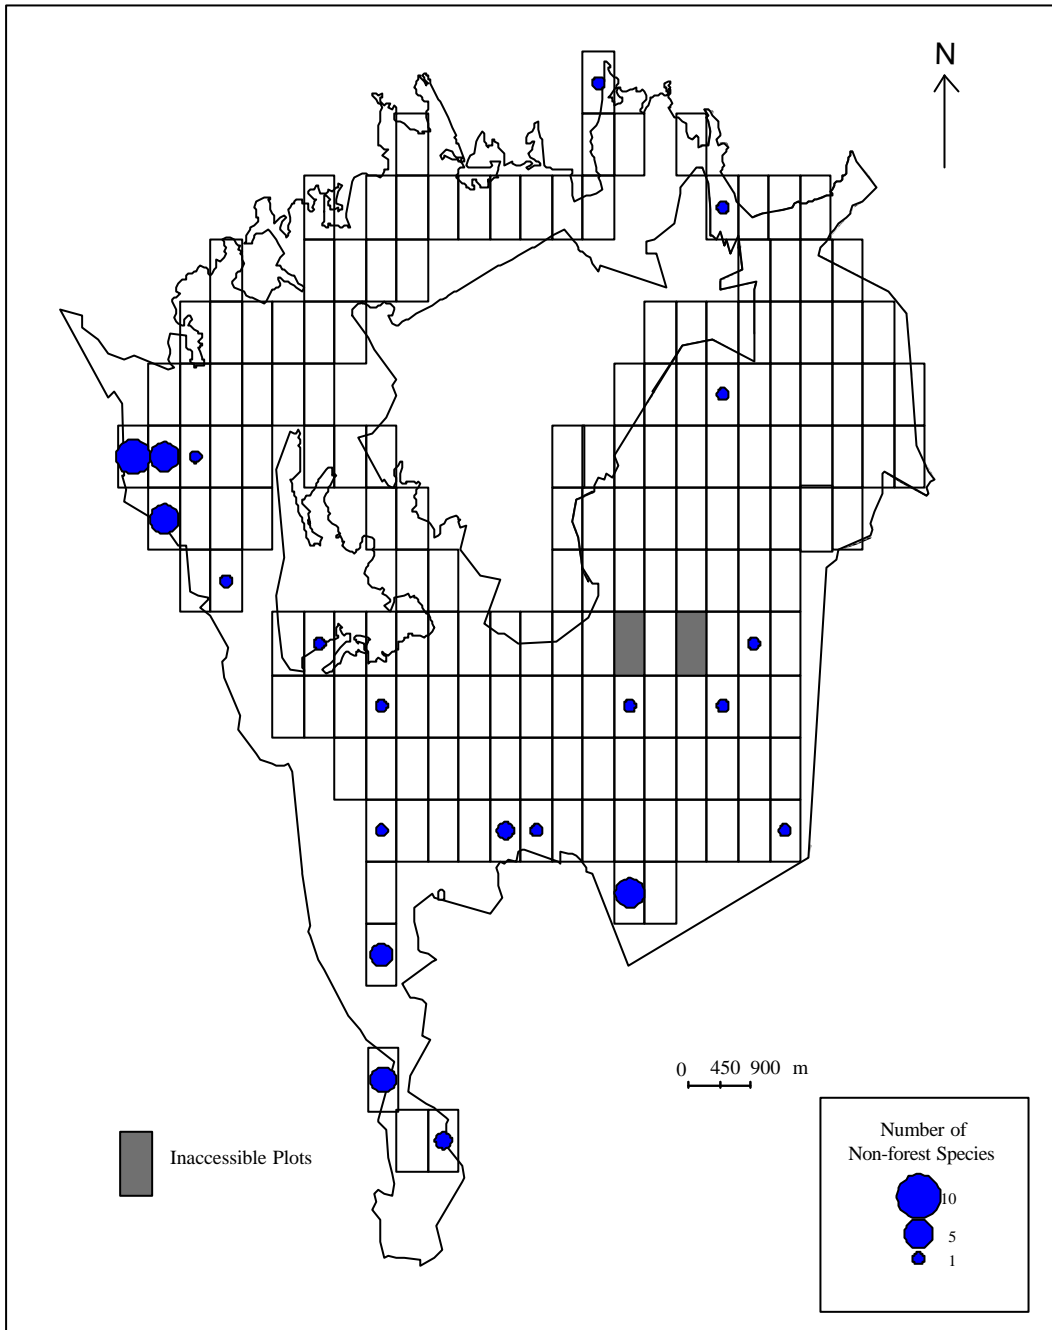 N
0 450 900 m
Inaccessible Plots
Number of
Non-forest Species
10
5
1